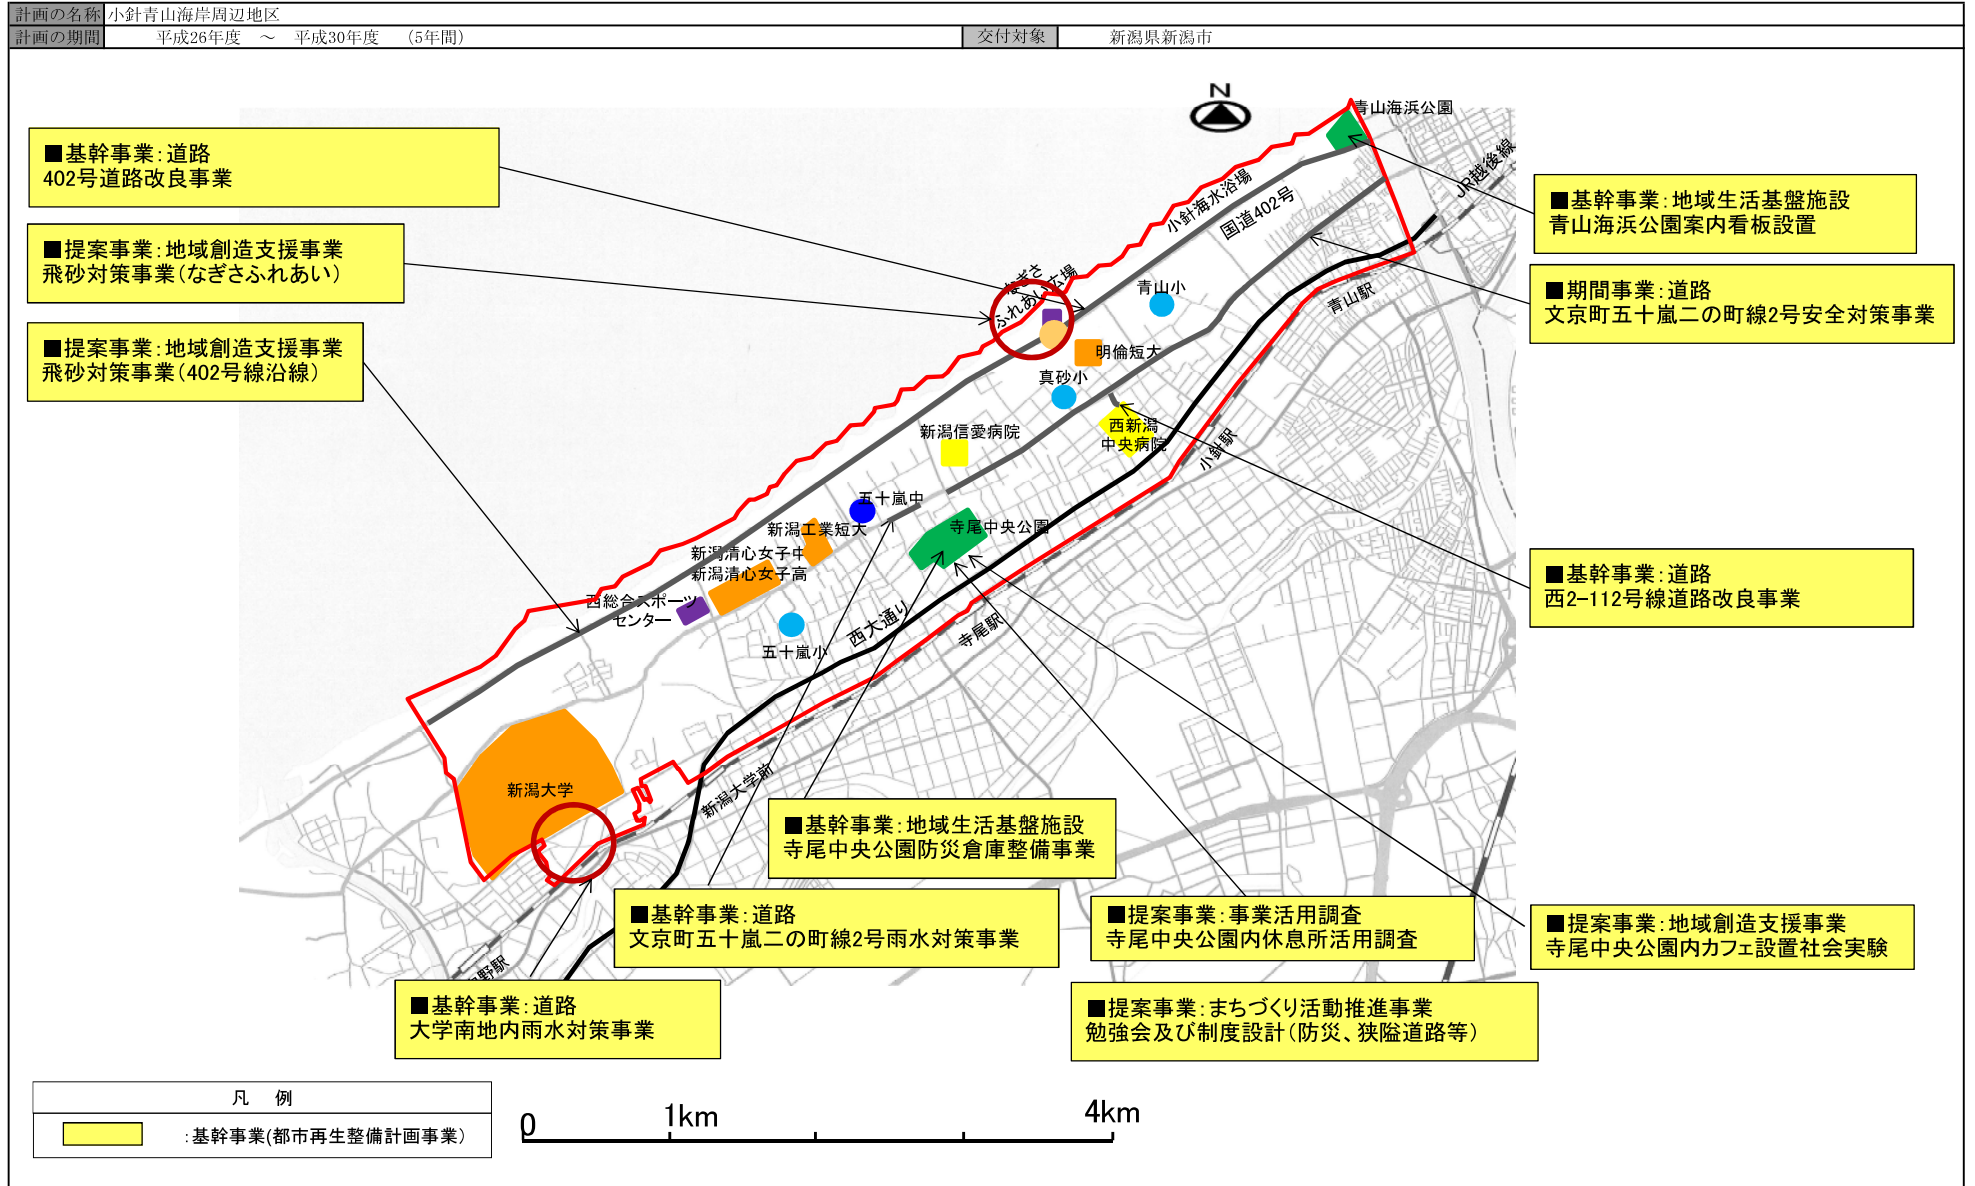 計画の名称 小針青山海岸周辺地区
計画の期間 平成26年度 ～ 平成30年度 （5年間） 交付対象 新潟県新潟市
N
青山海浜公園
JR越後線
小針海水浴場
国道402号
なぎさ
ふれあい広場
青山小
青山駅
明倫短大
真砂小
西新潟
中央病院
小針駅
新潟信愛病院
五十嵐中
新潟工業短大
寺尾中央公園
新潟清心女子中
新潟清心女子高
西総合スポーツ
センター
五十嵐小
西大通り
寺尾駅
新潟大学前
新潟大学
野駅
■基幹事業：道路
402号道路改良事業
■提案事業：地域創造支援事業
飛砂対策事業（なぎさふれあい）
■提案事業：地域創造支援事業
飛砂対策事業（402号線沿線）
■基幹事業：地域生活基盤施設
青山海浜公園案内看板設置
■期間事業：道路
文京町五十嵐二の町線2号安全対策事業
■基幹事業：道路
西2-112号線道路改良事業
■基幹事業：地域生活基盤施設
寺尾中央公園防災倉庫整備事業
■基幹事業：道路
文京町五十嵐二の町線2号雨水対策事業
■提案事業：事業活用調査
寺尾中央公園内休息所活用調査
■提案事業：地域創造支援事業
寺尾中央公園内カフェ設置社会実験
■基幹事業：道路
大学南地内雨水対策事業
■提案事業：まちづくり活動推進事業
勉強会及び制度設計（防災、狭隘道路等）
凡 例
：基幹事業(都市再生整備計画事業）
0 1km 4km